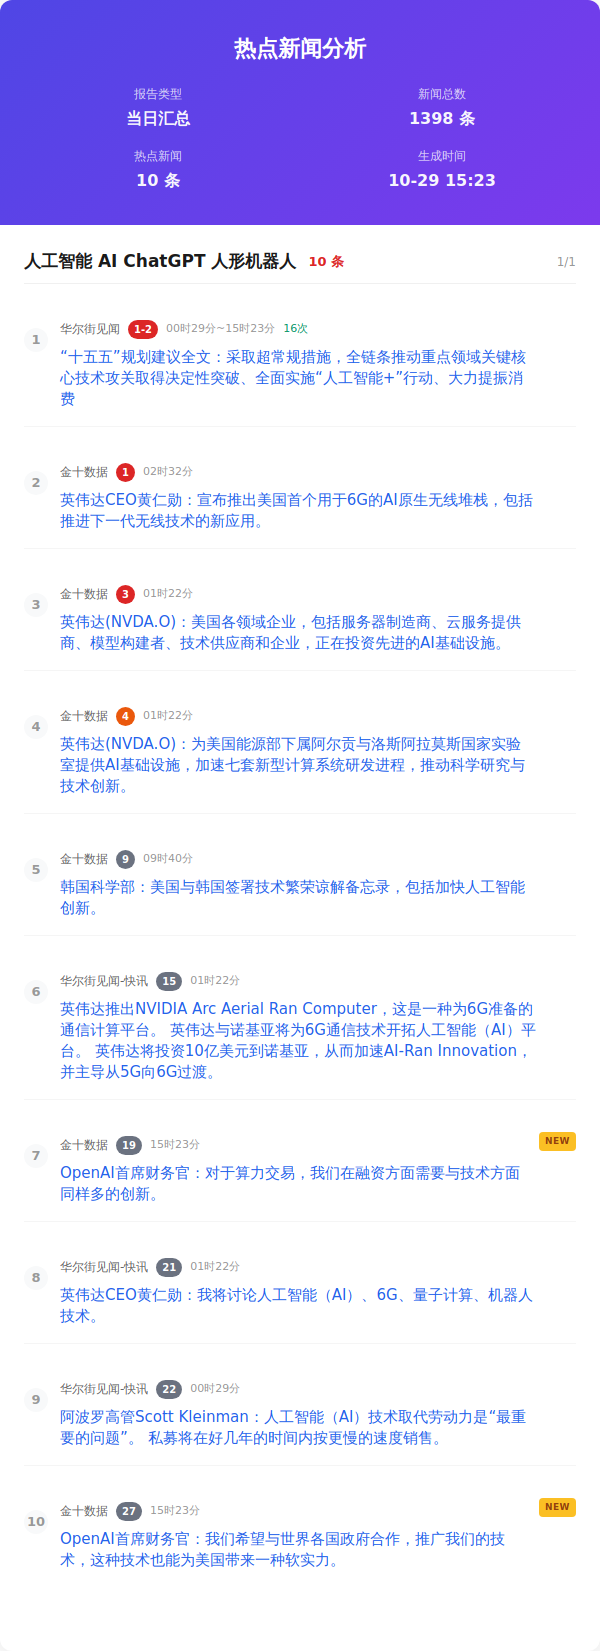 热点新闻分析
报告类型
新闻总数
当日汇总
1398 条
热点新闻
生成时间
10 条
10-29 15:23
人工智能 AI ChatGPT 人形机器人 10 条 1/1
1
华尔街见闻 1-2 00时29分~15时23分 16次
“十五五”规划建议全文：采取超常规措施，全链条推动重点领域关键核
心技术攻关取得决定性突破、全面实施“人工智能+”行动、大力提振消
费
2
金十数据 1 02时32分
英伟达CEO黄仁勋：宣布推出美国首个用于6G的AI原生无线堆栈，包括
推进下一代无线技术的新应用。
3
金十数据 3 01时22分
英伟达(NVDA.O)：美国各领域企业，包括服务器制造商、云服务提供
商、模型构建者、技术供应商和企业，正在投资先进的AI基础设施。
4
金十数据 4 01时22分
英伟达(NVDA.O)：为美国能源部下属阿尔贡与洛斯阿拉莫斯国家实验
室提供AI基础设施，加速七套新型计算系统研发进程，推动科学研究与
技术创新。
5
金十数据 9 09时40分
韩国科学部：美国与韩国签署技术繁荣谅解备忘录，包括加快人工智能
创新。
6
华尔街见闻-快讯 15 01时22分
英伟达推出NVIDIA Arc Aerial Ran Computer，这是一种为6G准备的
通信计算平台。 英伟达与诺基亚将为6G通信技术开拓人工智能（AI）平
台。 英伟达将投资10亿美元到诺基亚，从而加速AI-Ran Innovation，
并主导从5G向6G过渡。
7
金十数据 19 15时23分 NEW
OpenAI首席财务官：对于算力交易，我们在融资方面需要与技术方面
同样多的创新。
8
华尔街见闻-快讯 21 01时22分
英伟达CEO黄仁勋：我将讨论人工智能（AI）、6G、量子计算、机器人
技术。
9
华尔街见闻-快讯 22 00时29分
阿波罗高管Scott Kleinman：人工智能（AI）技术取代劳动力是“最重
要的问题”。 私募将在好几年的时间内按更慢的速度销售。
10
金十数据 27 15时23分 NEW
OpenAI首席财务官：我们希望与世界各国政府合作，推广我们的技
术，这种技术也能为美国带来一种软实力。